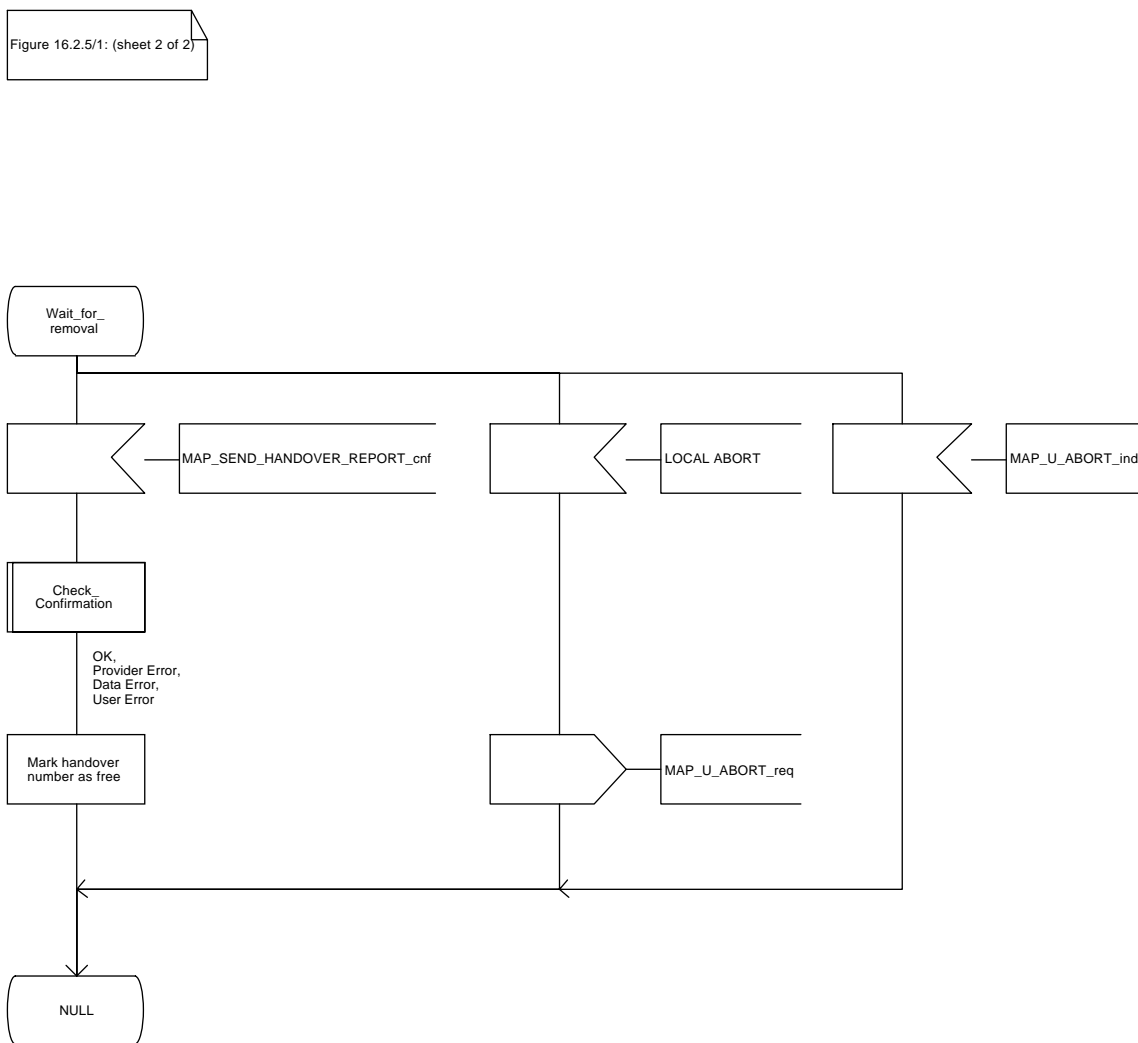 Figure 16.2.5/1: (sheet 2 of 2)
Wait_for_
removal
MAP_SEND_HANDOVER_REPORT_cnf
LOCAL ABORT
MAP_U_ABORT_ind
Check_
Confirmation
OK,
Provider Error,
Data Error,
User Error
Mark handover
number as free
MAP_U_ABORT_req
NULL